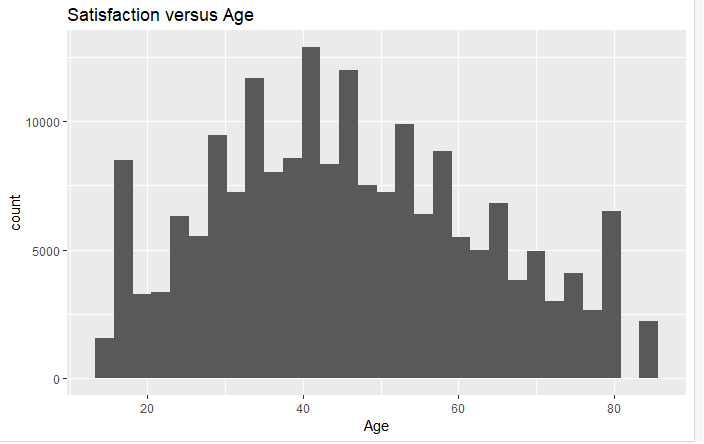 Satisfaction versus Age
10000
5000
0
count
20 40 60 80
Age